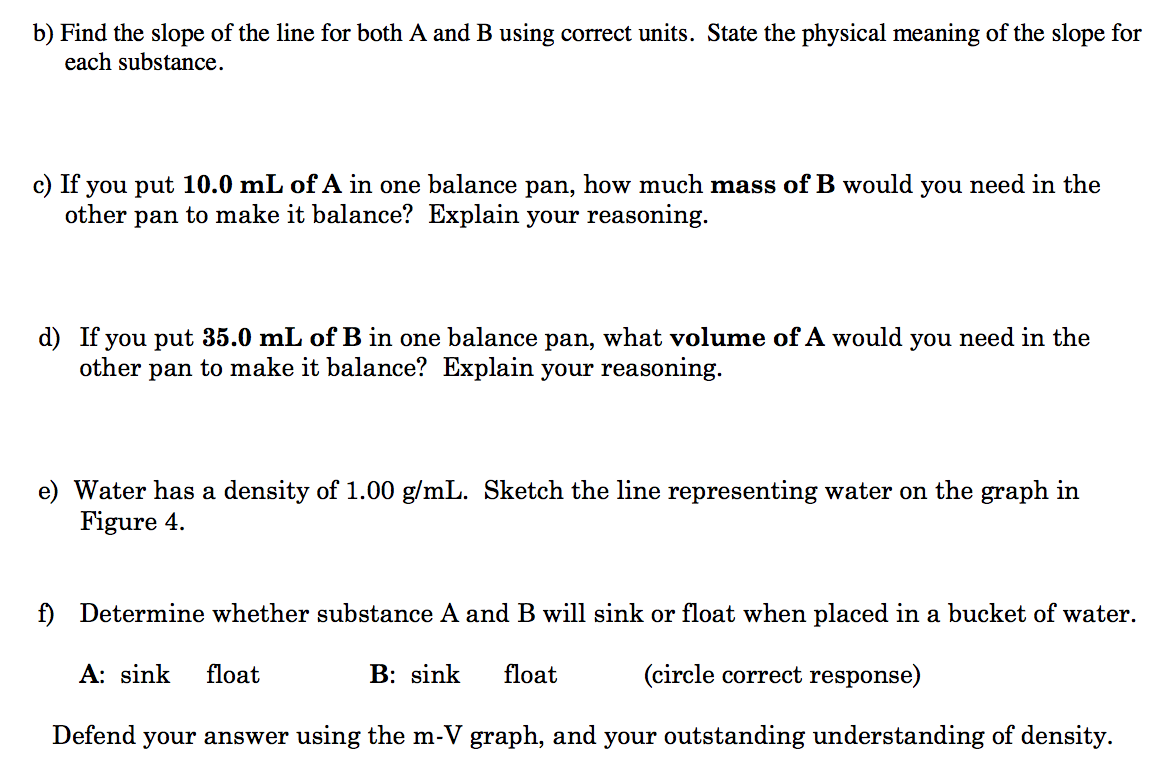 b) Find the slope of the line for both A and B using correct units. State the physical meaning of the slope for
each substance.
c) If you put 10.0 mL of A in one balance pan, how much mass of B would you need in the
other pan to make it balance? Explain your reasoning.
d) If you put 35.0 mL of B in one balance pan, what volume of A would you need in the
other pan to make it balance? Explain your reasoning.
e) Water has a density of 1.00 g/mL. Sketch the line representing water on the graph in
Figure 4.
f) Determine whether substance A and B will sink or float when placed in a bucket of water.
A: sink float B: sink float (circle correct response)
Defend your answer using the m-V graph, and your outstanding understanding of density.